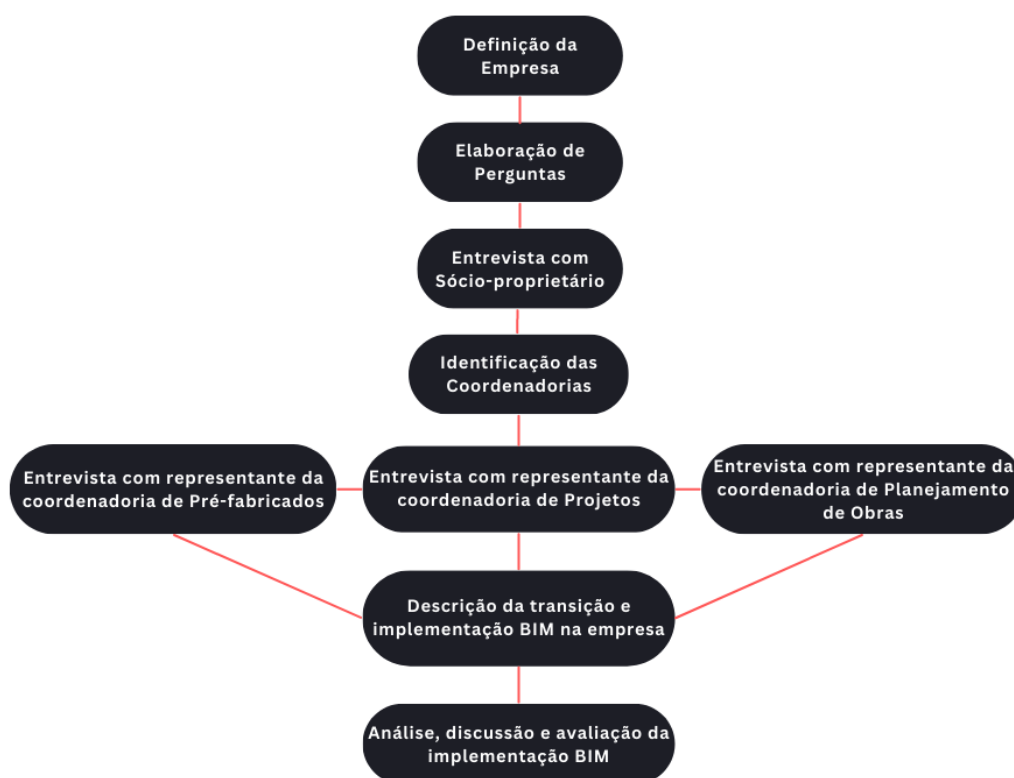 Definição da
Empresa
Elaboração de
Perguntas
Entrevista com
Sócio-proprietário
Identificação das
Coordenadorias
Entrevista com representante da
coordenadoria de Pré-fabricados
Entrevista com representante da
coordenadoria de Projetos
Entrevista com representante da
coordenadoria de Planejamento
de Obras
Descrição da transição e
implementação BIM na empresa
Análise, discussão e avaliação da
implementação BIM